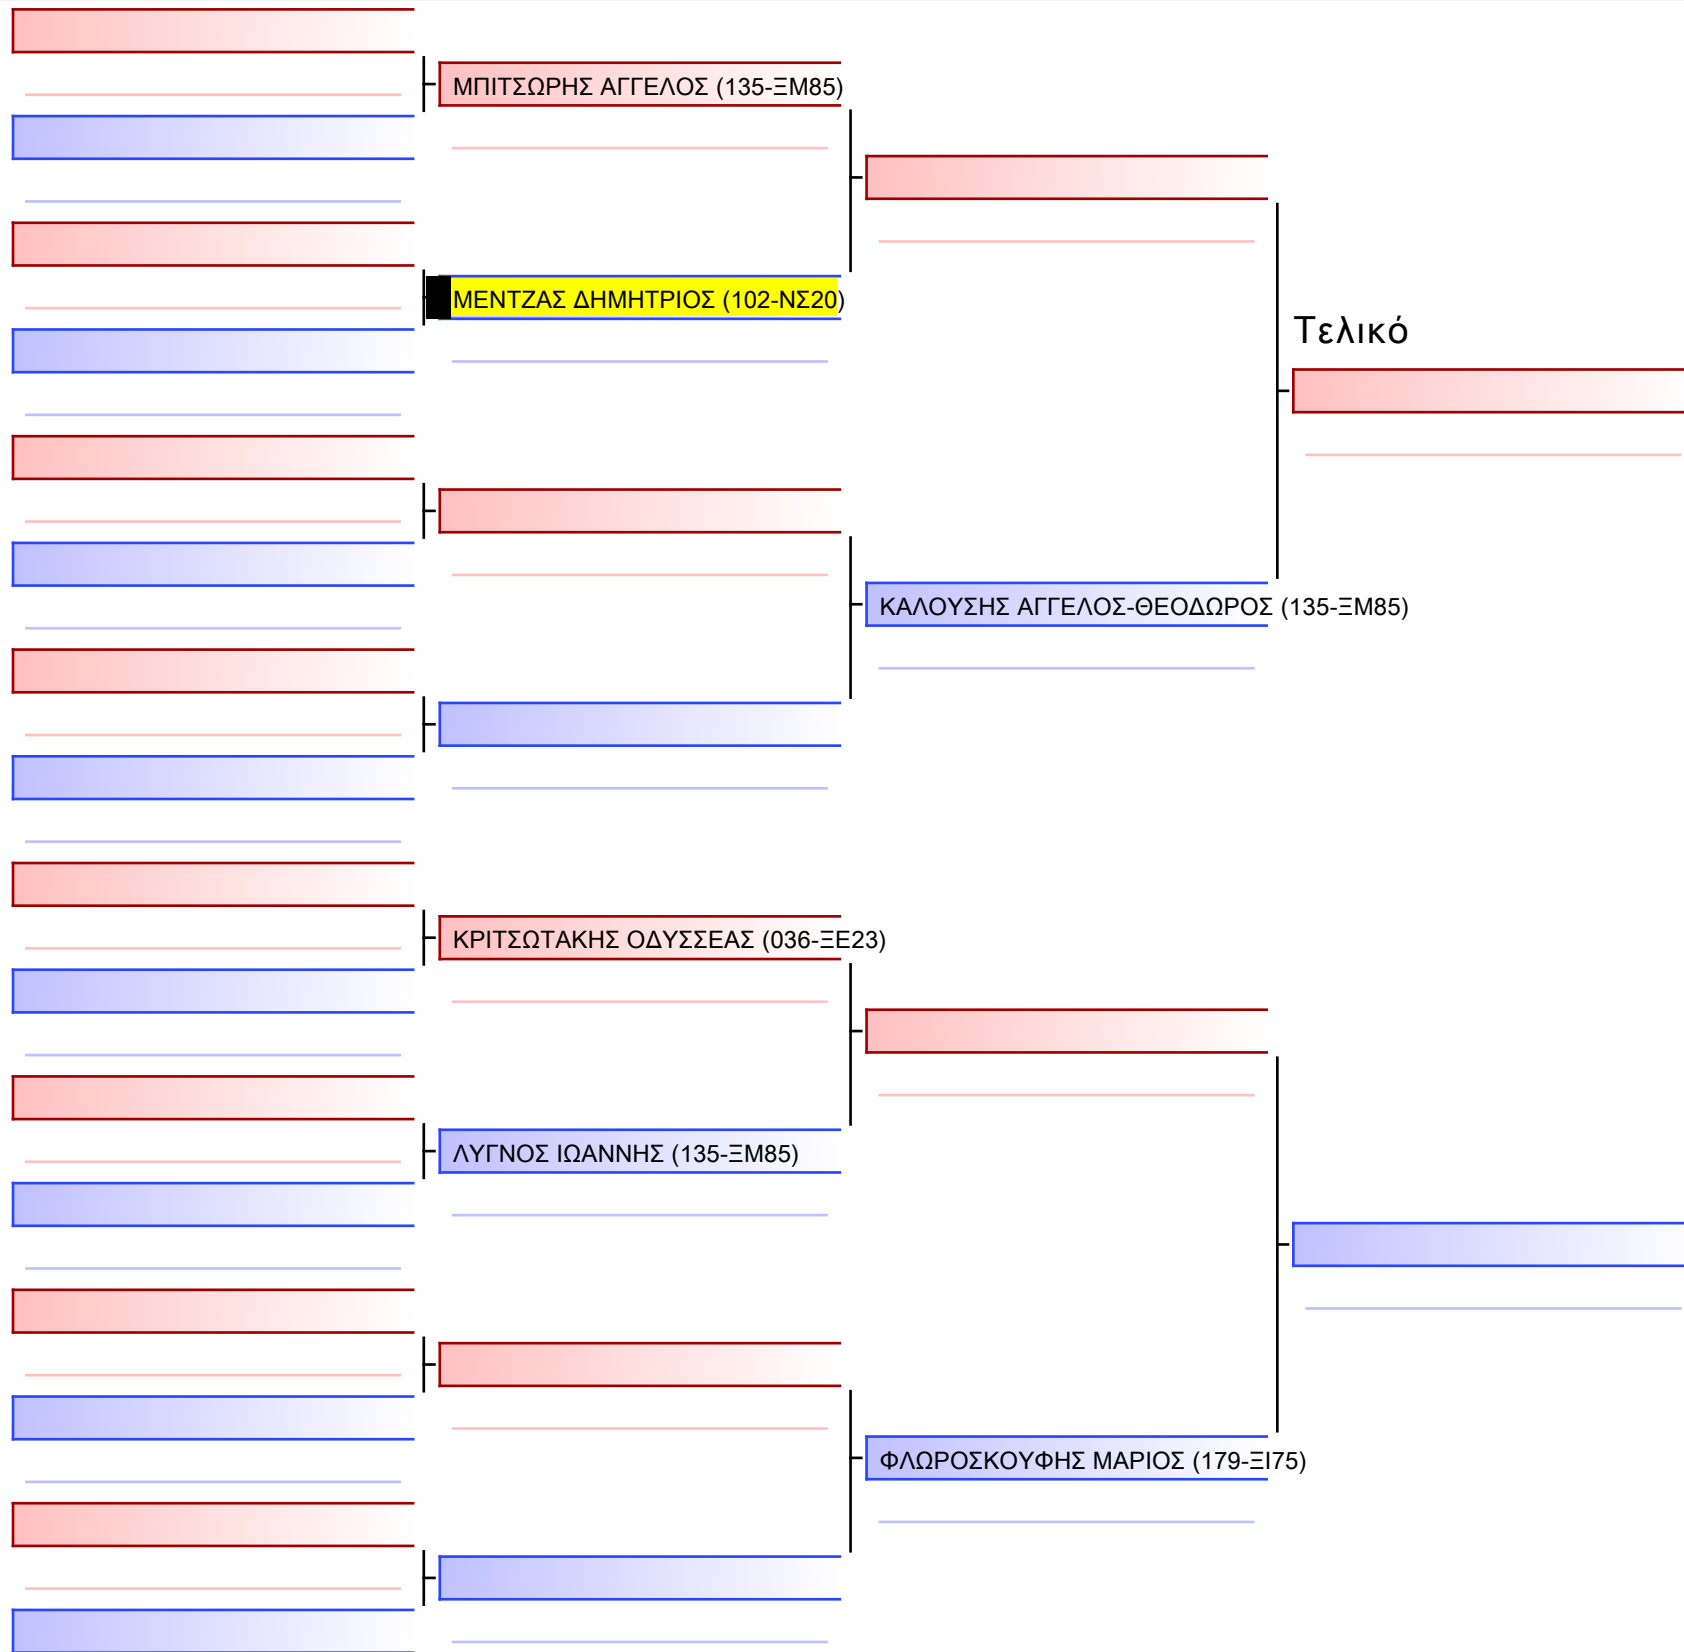 ΜΠΙΤΣΩΡΗΣ ΑΓΓΕΛΟΣ (135-ΞΜ85)
ΜΕΝΤΖΑΣ ΔΗΜΗΤΡΙΟΣ (102-ΝΣ20)
Τελικό
ΚΑΛΟΥΣΗΣ ΑΓΓΕΛΟΣ-ΘΕΟΔΩΡΟΣ (135-ΞΜ85)
ΚΡΙΤΣΩΤΑΚΗΣ ΟΔΥΣΣΕΑΣ (036-ΞΕ23)
ΛΥΓΝΟΣ ΙΩΑΝΝΗΣ (135-ΞΜ85)
ΦΛΩΡΟΣΚΟΥΦΗΣ ΜΑΡΙΟΣ (179-ΞΙ75)